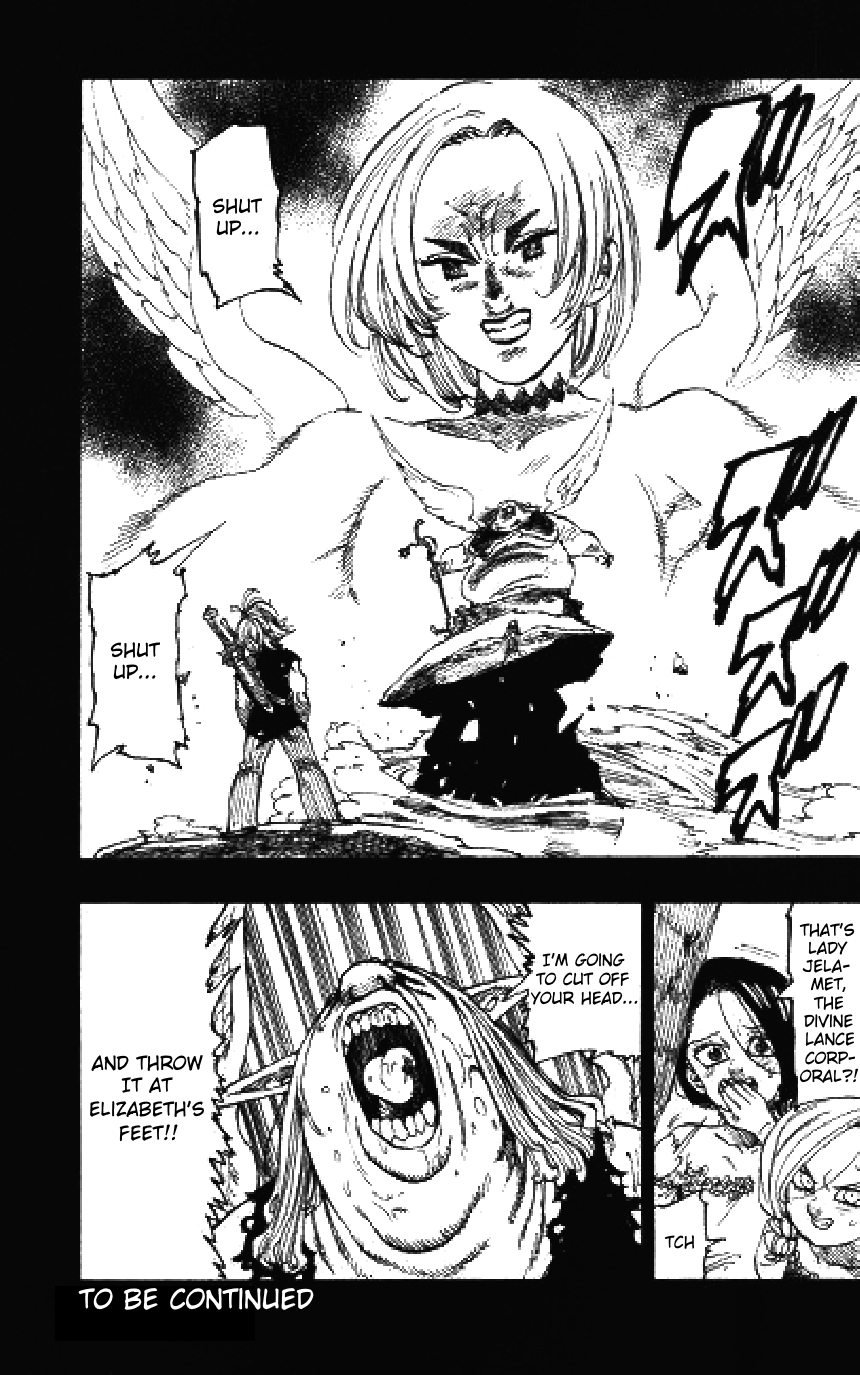 SHUT
UP...
SHUT
UP...
THAT'S
LADY
JELA-
MET,
THE
DIVINE
LANCE
CORP-
ORAL?!
TCH
I'M GOING
TO CUT OFF
YOUR HEAD...
AND THROW
IT AT
ELIZABETH'S
FEET!!
TO BE CONTINUED